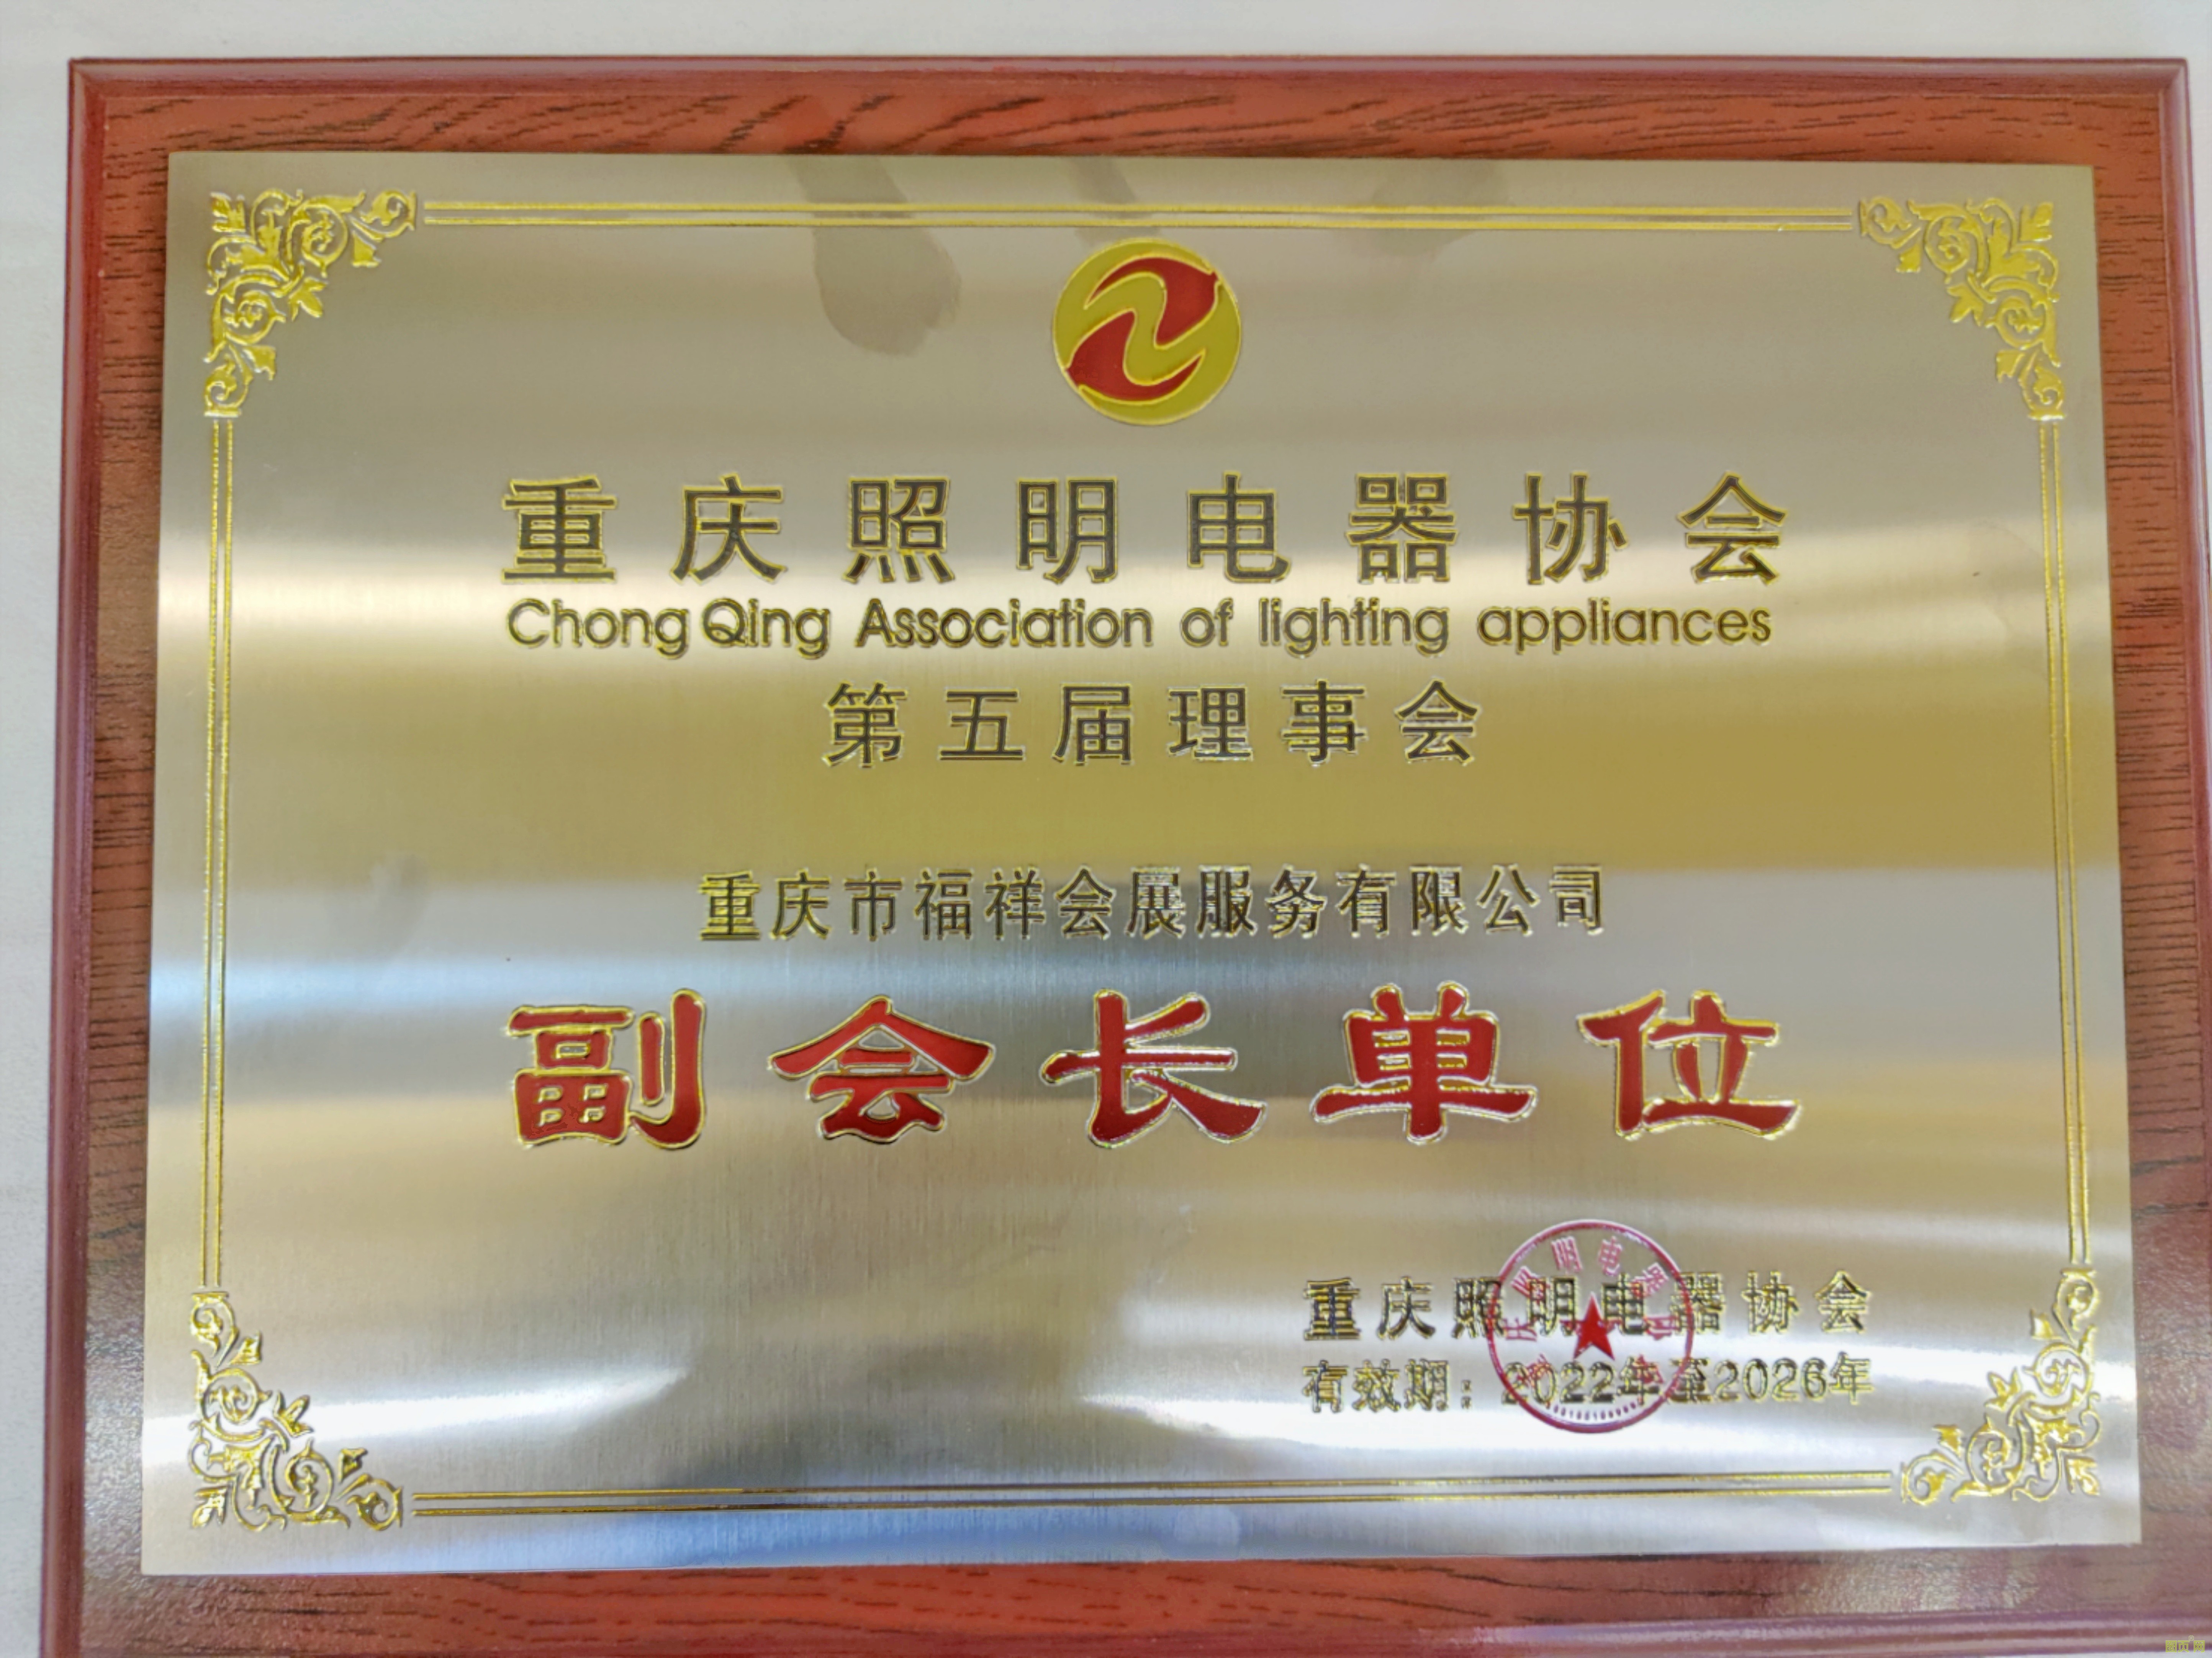 重庆照明电器协会
ChongQing Association of lighting appliances
第五届理事会
重庆市福祥会展服务有限公司
副会长单位
重庆照明电器协会
有效期：2022年至2026年